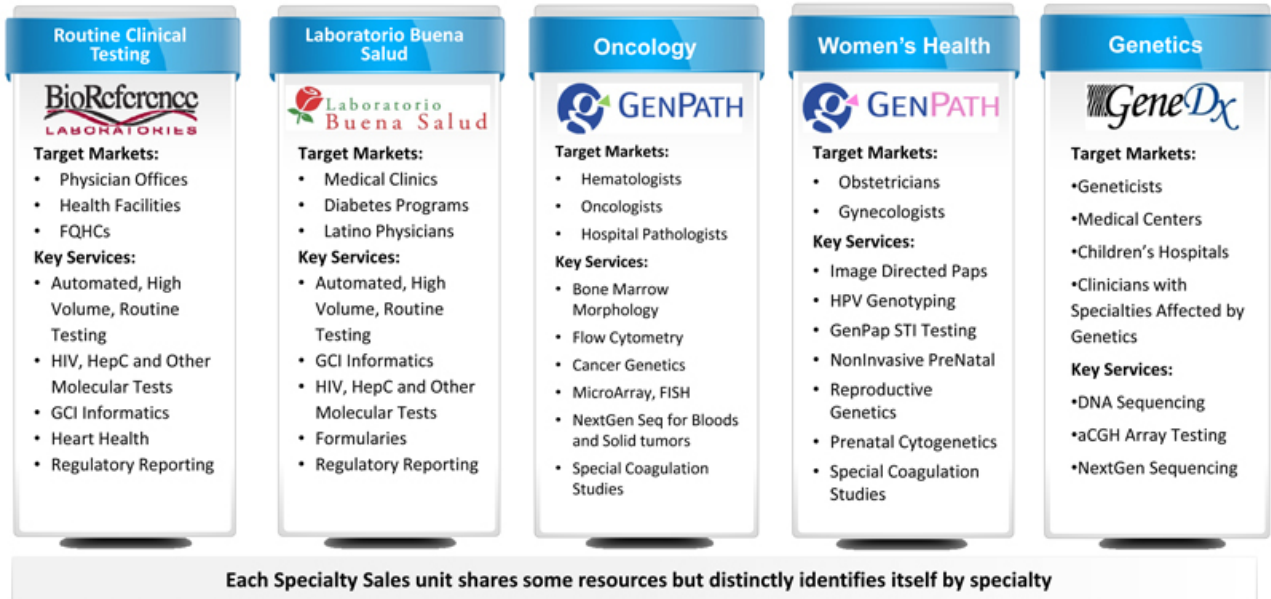 Routine Clinical
Testing
BioReference
LABORATORIES
Target Markets:
• Physician Offices
• Health Facilities
• FQHCs
Key Services:
• Automated, High
Volume, Routine
Testing
• HIV, HepC and Other
Molecular Tests
• GCI Informatics
• Heart Health
• Regulatory Reporting
Laboratorio Buena
Salud
Laboratorio
Buena Salud
Target Markets:
• Medical Clinics
• Diabetes Programs
• Latino Physicians
Key Services:
• Automated, High
Volume, Routine
Testing
• GCI Informatics
• HIV, HepC and Other
Molecular Tests
• Formularies
• Regulatory Reporting
Oncology
g GENPATH
Target Markets:
• Hematologists
• Oncologists
• Hospital Pathologists
Key Services:
• Bone Marrow
Morphology
• Flow Cytometry
• Cancer Genetics
• MicroArray, FISH
• NextGen Seq for Bloods
and Solid tumors
• Special Coagulation
Studies
Women's Health
g GENPATH
Target Markets:
• Obstetricians
• Gynecologists
Key Services:
• Image Directed Paps
• HPV Genotyping
• GenPap STI Testing
• NonInvasive PreNatal
• Reproductive
Genetics
• Prenatal Cytogenetics
• Special Coagulation
Studies
Genetics
GeneDx
Target Markets:
•Geneticists
•Medical Centers
•Children's Hospitals
•Clinicians with
Specialties Affected by
Genetics
Key Services:
•DNA Sequencing
•aCGH Array Testing
•NextGen Sequencing
Each Specialty Sales unit shares some resources but distinctly identifies itself by specialty